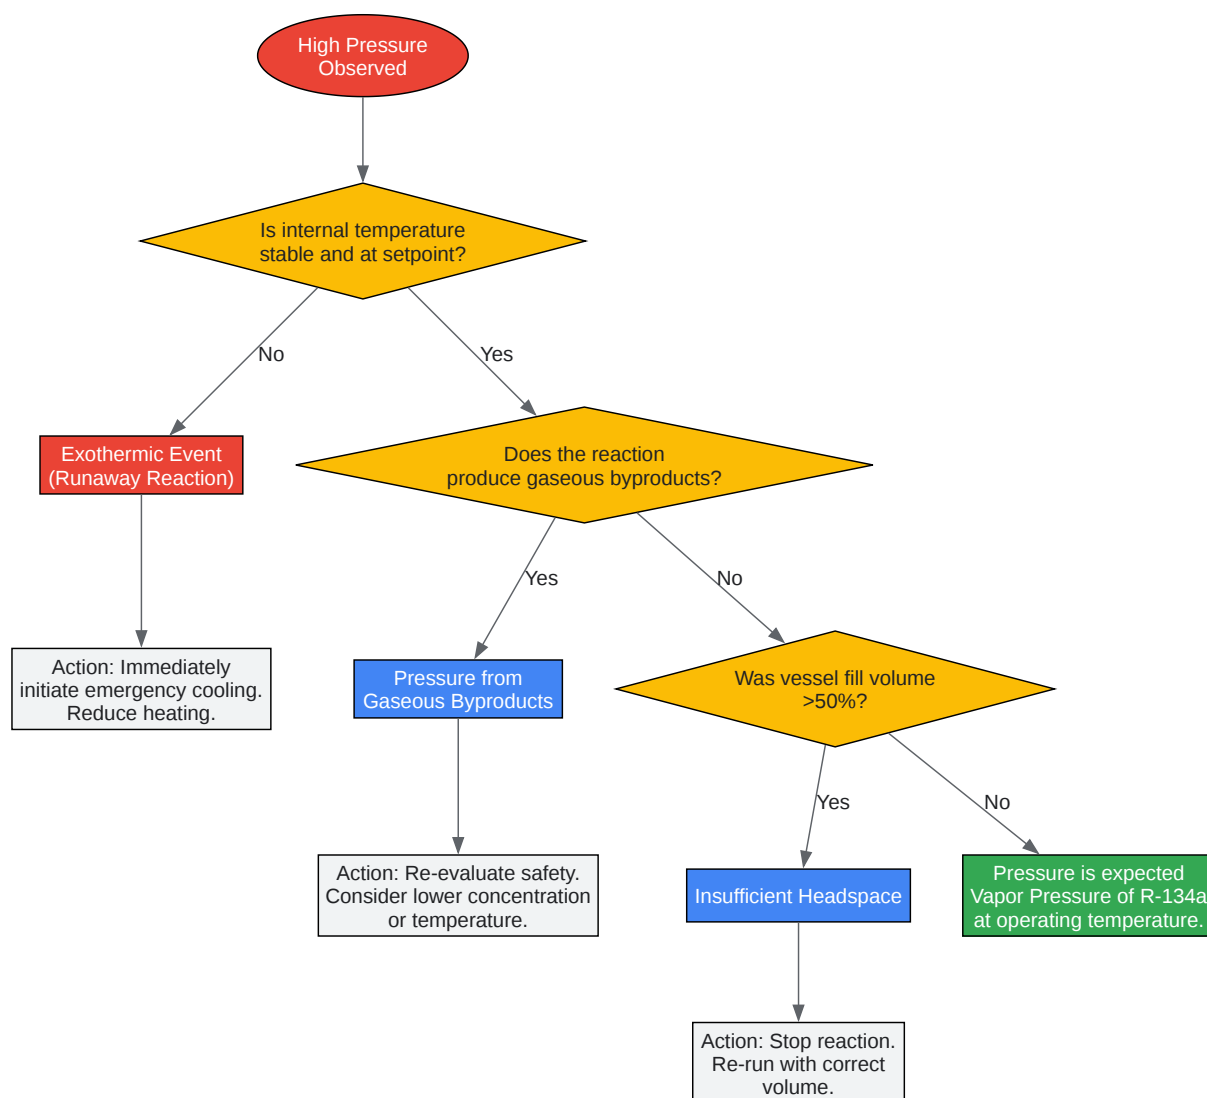 High Pressure
Observed
Is internal temperature
stable and at setpoint?
No
Yes
Exothermic Event
(Runaway Reaction)
Does the reaction
produce gaseous byproducts?
Yes
No
Action: Immediately
initiate emergency cooling.
Reduce heating.
Pressure from
Gaseous Byproducts
Was vessel fill volume
>50%?
Yes
No
Action: Re-evaluate safety.
Consider lower concentration
or temperature.
Insufficient Headspace
Pressure is expected
Vapor Pressure of R-134a
at operating temperature.
Action: Stop reaction.
Re-run with correct
volume.